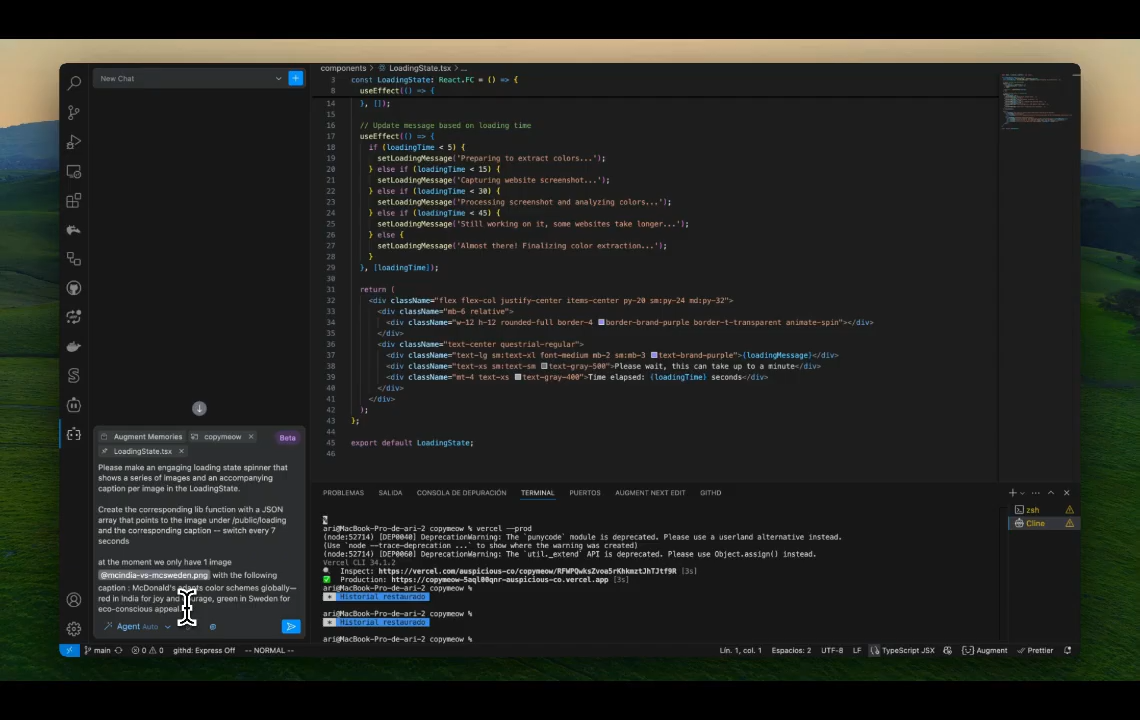 New Chat
components > LoadingState.tsx > ...
3 const LoadingState: React.FC = () => {
8 useEffect(() => {
14 }, []);
15
16 // Update message based on loading time
17 useEffect(() => {
18 if (loadingTime < 5) {
19 setLoadingMessage('Preparing to extract colors...');
20 } else if (loadingTime < 15) {
21 setLoadingMessage('Capturing website screenshot...');
22 } else if (loadingTime < 30) {
23 setLoadingMessage('Processing screenshot and analyzing colors...');
24 } else if (loadingTime < 45) {
25 setLoadingMessage('Still working on it, some websites take longer...');
26 } else {
27 setLoadingMessage('Almost there! Finalizing color extraction...');
28 }
29 }, [loadingTime]);
30
31 return (
32 <div className="flex flex-col justify-center items-center py-20 sm:py-24 md:py-32">
33 <div className="mb-6 relative">
34 <div className="w-12 h-12 rounded-full border-4 border-brand-purple border-t-transparent animate-spin"></div>
35 </div>
36 <div className="text-center questrial-regular">
37 <div className="text-lg sm:text-xl font-medium mb-2 sm:mb-3 text-brand-purple">{loadingMessage}</div>
38 <div className="text-xs sm:text-sm text-gray-500">Please wait, this can take up to a minute</div>
39 <div className="mt-4 text-xs text-gray-400">Time elapsed: {loadingTime} seconds</div>
40 </div>
41 </div>
42 );
43 };
44
45 export default LoadingState;
46
Augment Memories copymeow × Beta
LoadingState.tsx ×
Please make an engaging loading state spinner that
shows a series of images and an accompanying
caption per image in the LoadingState.
Create the corresponding lib function with a JSON
array that points to the image under /public/loading
and the corresponding caption -- switch every 7
seconds
at the moment we only have 1 image
@mcindia-vs-mcsweden.png with the following
caption : McDonald's adapts color schemes globally—
red in India for joy and courage, green in Sweden for
eco-conscious appeal.
Agent Auto
PROBLEMAS SALIDA CONSOLA DE DEPURACIÓN TERMINAL PUERTOS AUGMENT NEXT EDIT GITHD
zsh
Cline
ari@MacBook-Pro-de-ari-2 copymeow % vercel --prod
(node:52714) [DEP0040] DeprecationWarning: The `punycode` module is deprecated. Please use a userland alternative instead.
(Use `node --trace-deprecation ...` to show where the warning was created)
(node:52714) [DEP0060] DeprecationWarning: The `util._extend` API is deprecated. Please use Object.assign() instead.
Vercel CLI 34.1.2
Inspect: https://vercel.com/auspicious-co/copymeow/RFWPQwksZvoa5rKhkmztJhTJtf9R [3s]
Production: https://copymeow-5aql00qnr-auspicious-co.vercel.app [3s]
ari@MacBook-Pro-de-ari-2 copymeow %
* Historial restaurado
ari@MacBook-Pro-de-ari-2 copymeow %
* Historial restaurado
ari@MacBook-Pro-de-ari-2 copymeow %
main 0 0 githd: Express Off -- NORMAL -- Lín. 1, col. 1 Espacios: 2 UTF-8 LF TypeScript JSX Augment Prettier